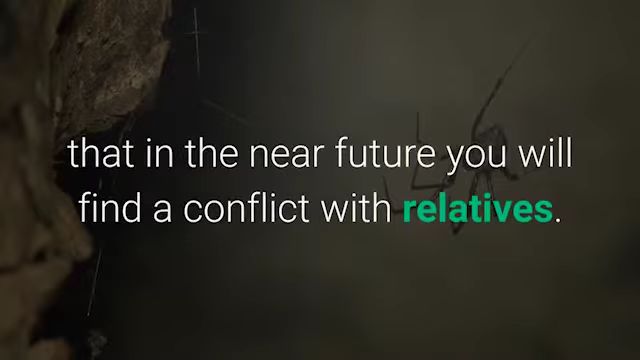 that in the near future you will
find a conflict with relatives.